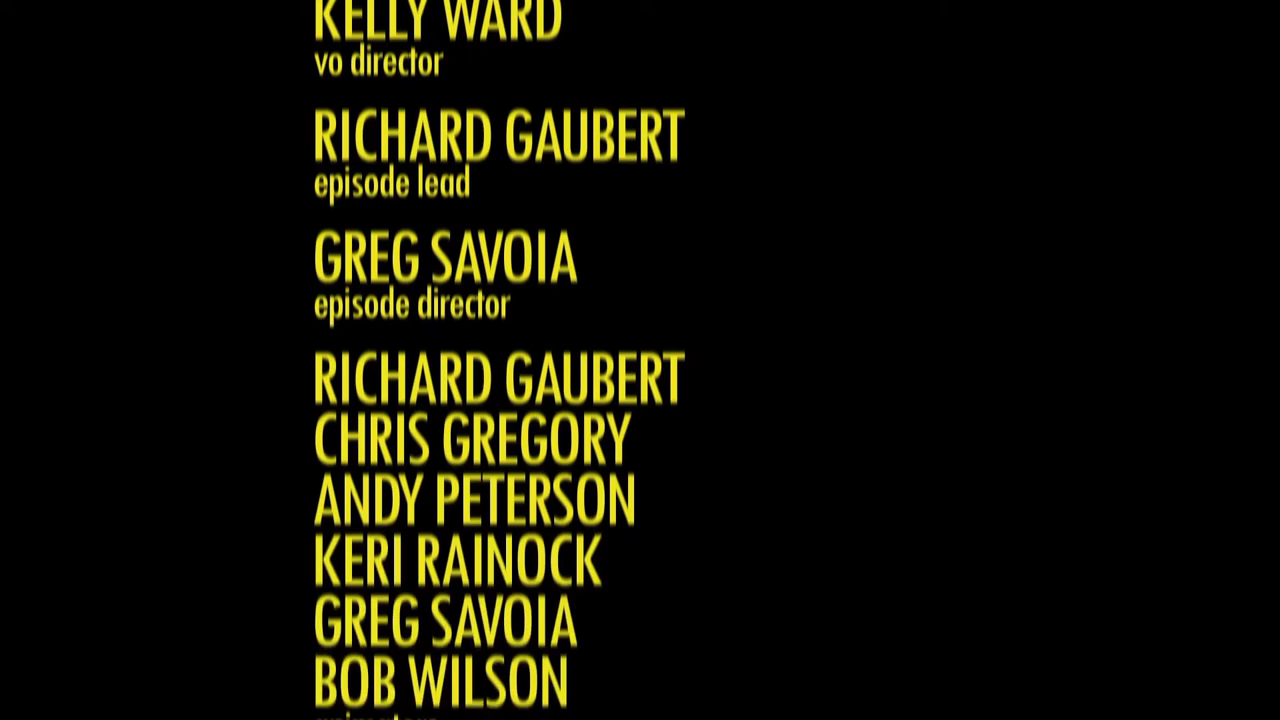 KELLY WARD
vo director
RICHARD GAUBERT
episode lead
GREG SAVOIA
episode director
RICHARD GAUBERT
CHRIS GREGORY
ANDY PETERSON
KERI RAINOCK
GREG SAVOIA
BOB WILSON